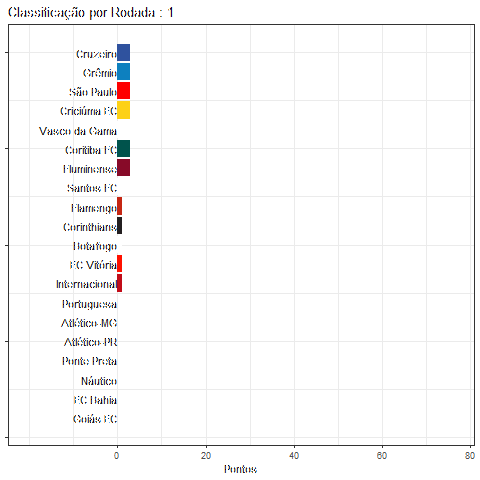 Classificação por Rodada : 1
Cruzeiro
Grêmio
São Paulo
Criciúma EC
Vasco da Gama
Coritiba FC
Fluminense
Santos FC
Flamengo
Corinthians
Botafogo
EC Vitória
Internacional
Portuguesa
Atlético-MG
Atlético-PR
Ponte Preta
Náutico
EC Bahia
Goiás EC
0 20 40 60 80
Pontos